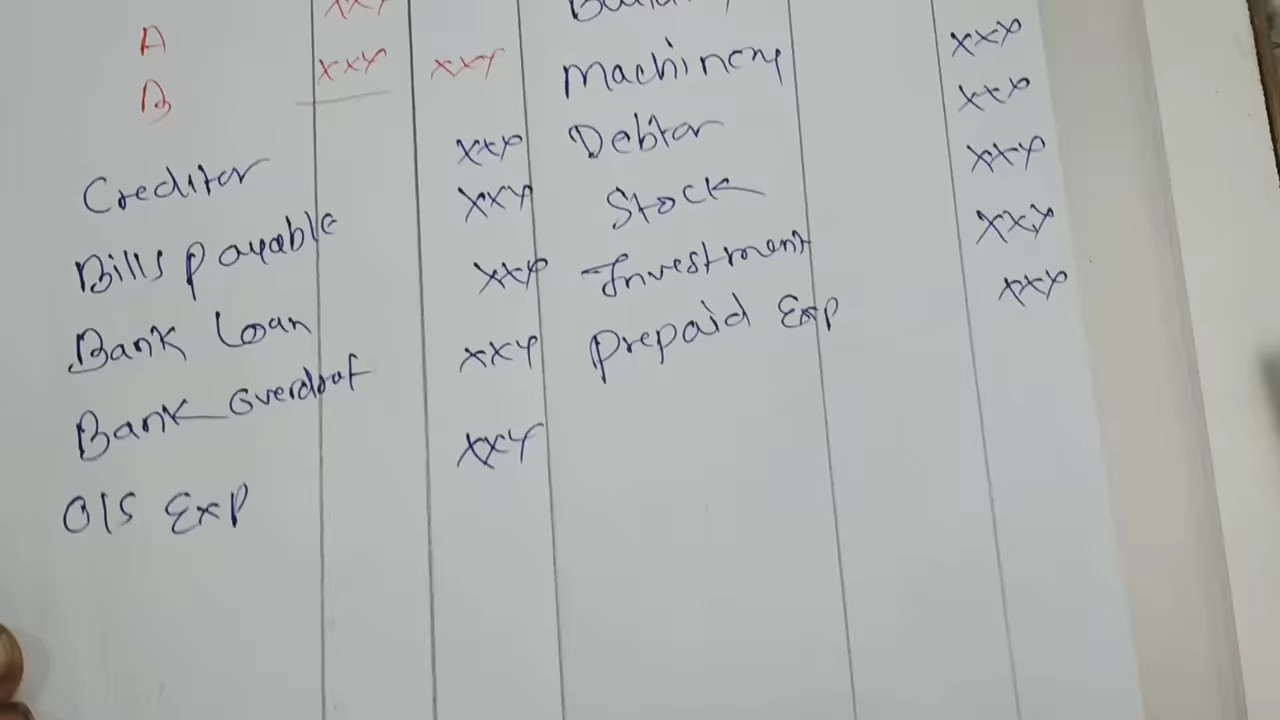 A xxx
B xxx xxx Machinery xxx
Creditor xxx Debtor xxx
Bills payable xxx Stock xxx
Bank Loan xxx Investment xxx
Bank overdraf xxx Prepaid Exp xxx
O/S Exp xxx